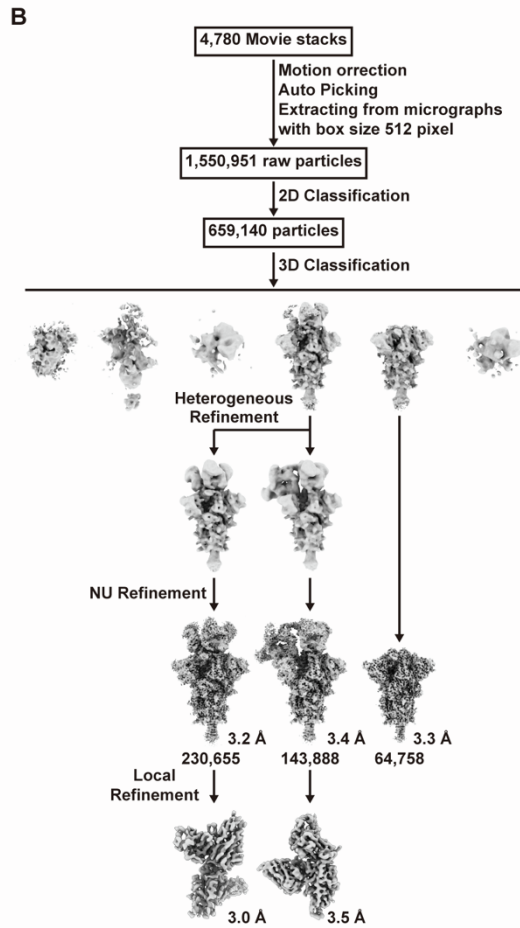 B
4,780 Movie stacks
Motion orrection
Auto Picking
Extracting from micrographs
with box size 512 pixel
1,550,951 raw particles
2D Classification
659,140 particles
3D Classification
Heterogeneous
Refinement
NU Refinement
3.2 Å
3.4 Å
3.3 Å
230,655
143,888
64,758
Local
Refinement
3.0 Å
3.5 Å